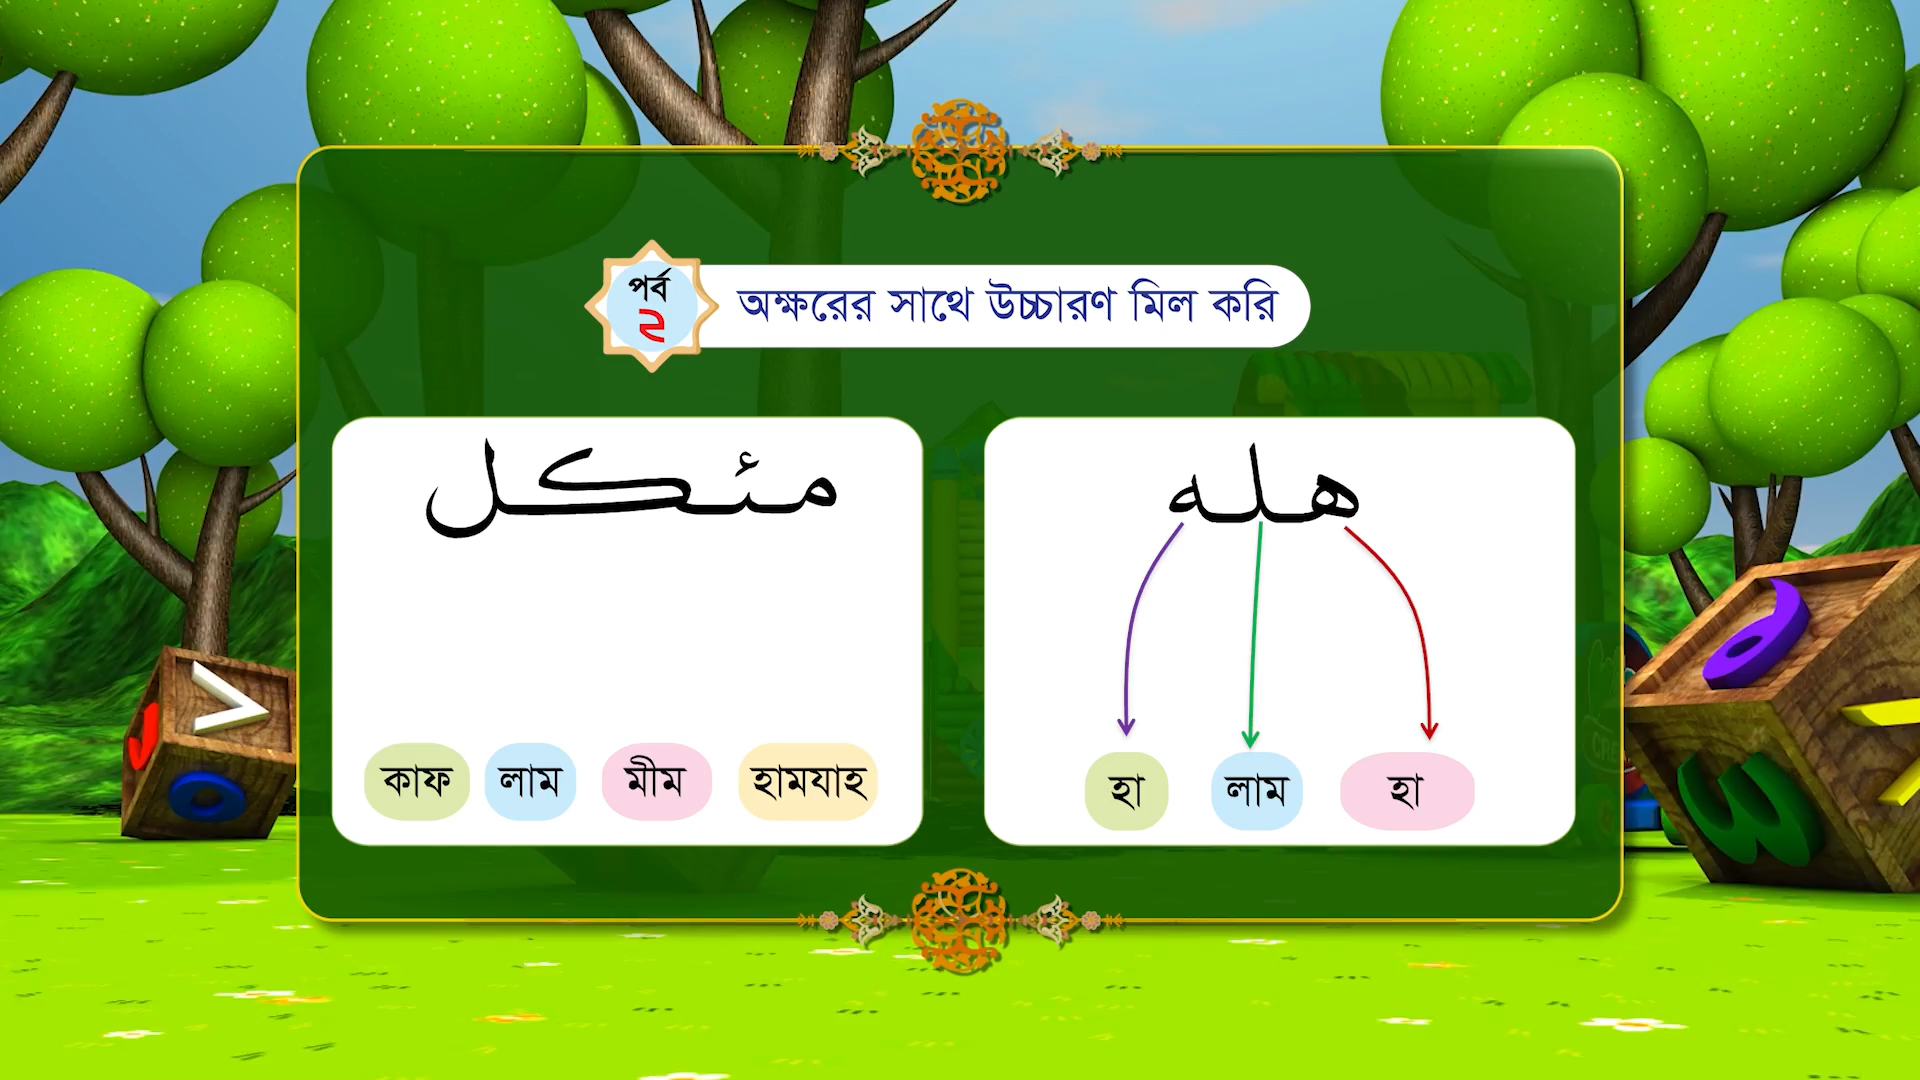 পর্ব
২
অক্ষরের সাথে উচ্চারণ মিল করি
مئكل
কাফ লাম মীম হামযাহ
هله
হা লাম হা